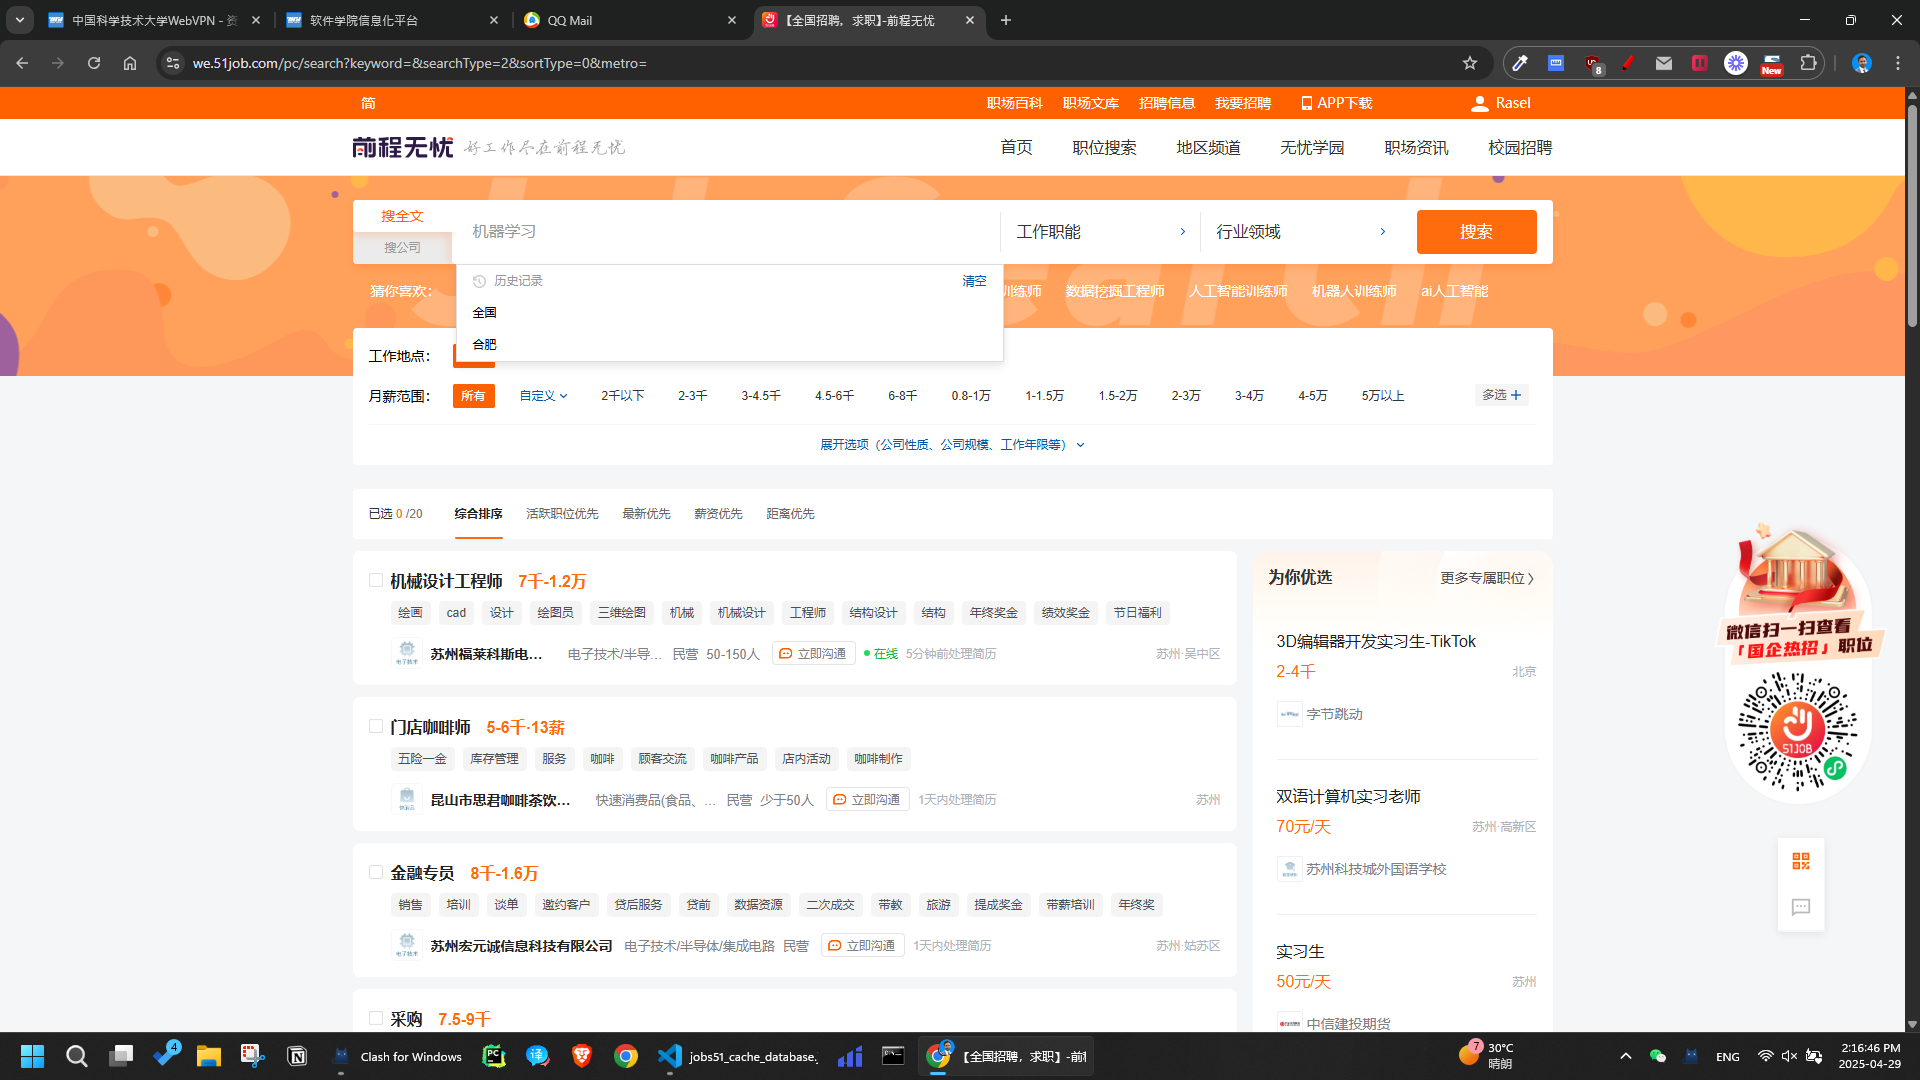 中国科学技术大学WebVPN - 资
软件学院信息化平台
QQ Mail
【全国招聘，求职】-前程无忧
we.51job.com/pc/search?keyword=&searchType=2&sortType=0&metro=
8
New
简
职场百科 职场文库 招聘信息 我要招聘 APP下载 Rasel
前程无忧 好工作尽在前程无忧
首页 职位搜索 地区频道 无忧学园 职场资讯 校园招聘
搜全文
搜公司
机器学习
工作职能
行业领域
搜索
历史记录 清空
全国
合肥
猜你喜欢： 训练师 数据挖掘工程师 人工智能训练师 机器人训练师 ai人工智能
工作地点：
月薪范围： 所有 自定义 2千以下 2-3千 3-4.5千 4.5-6千 6-8千 0.8-1万 1-1.5万 1.5-2万 2-3万 3-4万 4-5万 5万以上 多选
展开选项（公司性质、公司规模、工作年限等）
已选 0 /20 综合排序 活跃职位优先 最新优先 薪资优先 距离优先
机械设计工程师 7千-1.2万
绘画 cad 设计 绘图员 三维绘图 机械 机械设计 工程师 结构设计 结构 年终奖金 绩效奖金 节日福利
电子技术
苏州福莱科斯电... 电子技术/半导... 民营 50-150人 立即沟通 在线 5分钟前处理简历 苏州·吴中区
门店咖啡师 5-6千·13薪
五险一金 库存管理 服务 咖啡 顾客交流 咖啡产品 店内活动 咖啡制作
昆山市思君咖啡茶饮... 快速消费品(食品、... 民营 少于50人 立即沟通 1天内处理简历 苏州
金融专员 8千-1.6万
销售 培训 谈单 邀约客户 贷后服务 贷前 数据资源 二次成交 带教 旅游 提成奖金 带薪培训 年终奖
电子技术
苏州宏元诚信息科技有限公司 电子技术/半导体/集成电路 民营 立即沟通 1天内处理简历 苏州·姑苏区
采购 7.5-9千
为你优选 更多专属职位
3D编辑器开发实习生-TikTok
2-4千 北京
字节跳动
双语计算机实习老师
70元/天 苏州·高新区
苏州科技城外国语学校
实习生
50元/天 苏州
中信建投期货
微信扫一扫查看
「国企热招」职位
51JOB
4
Clash for Windows
jobs51_cache_database.
【全国招聘，求职】-前
7
30°C
晴朗
ENG
2:16:46 PM
2025-04-29